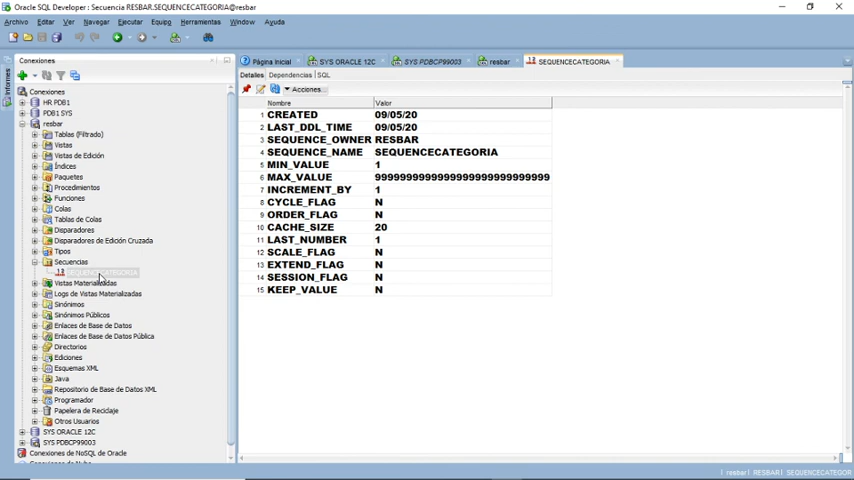 Oracle SQL Developer : Secuencia RESBAR.SEQUENCECATEGORIA@resbar
Archivo Editar Ver Navegar Ejecutar Equipo Herramientas Window Ayuda
Informes
Conexiones
Conexiones
HR PDB1
PDB1 SYS
resbar
Tablas (Filtrado)
Vistas
Vistas de Edición
Índices
Paquetes
Procedimientos
Funciones
Colas
Tablas de Colas
Disparadores
Disparadores de Edición Cruzada
Tipos
Secuencias
SEQUENCECATEGORIA
Vistas Materializadas
Logs de Vistas Materializadas
Sinónimos
Sinónimos Públicos
Enlaces de Base de Datos
Enlaces de Base de Datos Pública
Directorios
Ediciones
Esquemas XML
Java
Repositorio de Base de Datos XML
Programador
Papelera de Reciclaje
Otros Usuarios
SYS ORACLE 12C
SYS PDBCP99003
Conexiones de NoSQL de Oracle
Página Inicial SYS ORACLE 12C SYS PDBCP99003 resbar SEQUENCECATEGORIA
Detalles Dependencias SQL
Acciones...
Nombre Valor
1 CREATED 09/05/20
2 LAST_DDL_TIME 09/05/20
3 SEQUENCE_OWNER RESBAR
4 SEQUENCE_NAME SEQUENCECATEGORIA
5 MIN_VALUE 1
6 MAX_VALUE 9999999999999999999999999999
7 INCREMENT_BY 1
8 CYCLE_FLAG N
9 ORDER_FLAG N
10 CACHE_SIZE 20
11 LAST_NUMBER 1
12 SCALE_FLAG N
13 EXTEND_FLAG N
14 SESSION_FLAG N
15 KEEP_VALUE N
resbar | RESBAR | SEQUENCECATEGORIA